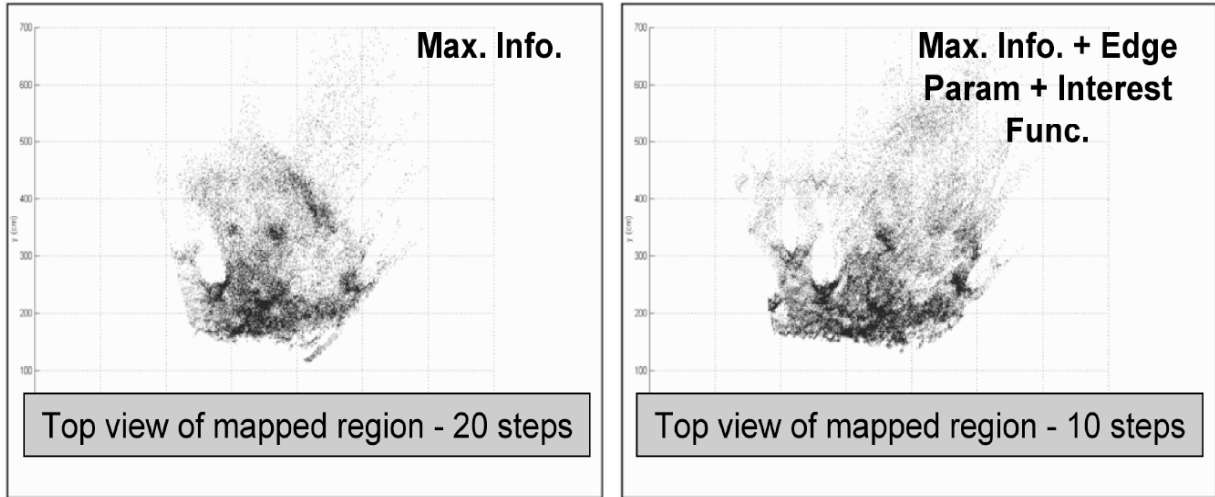 700
Max. Info.
600
500
400
y (cm)
300
200
100
Top view of mapped region - 20 steps
700
Max. Info. + Edge
Param + Interest
Func.
600
500
400
y (cm)
300
200
100
Top view of mapped region - 10 steps